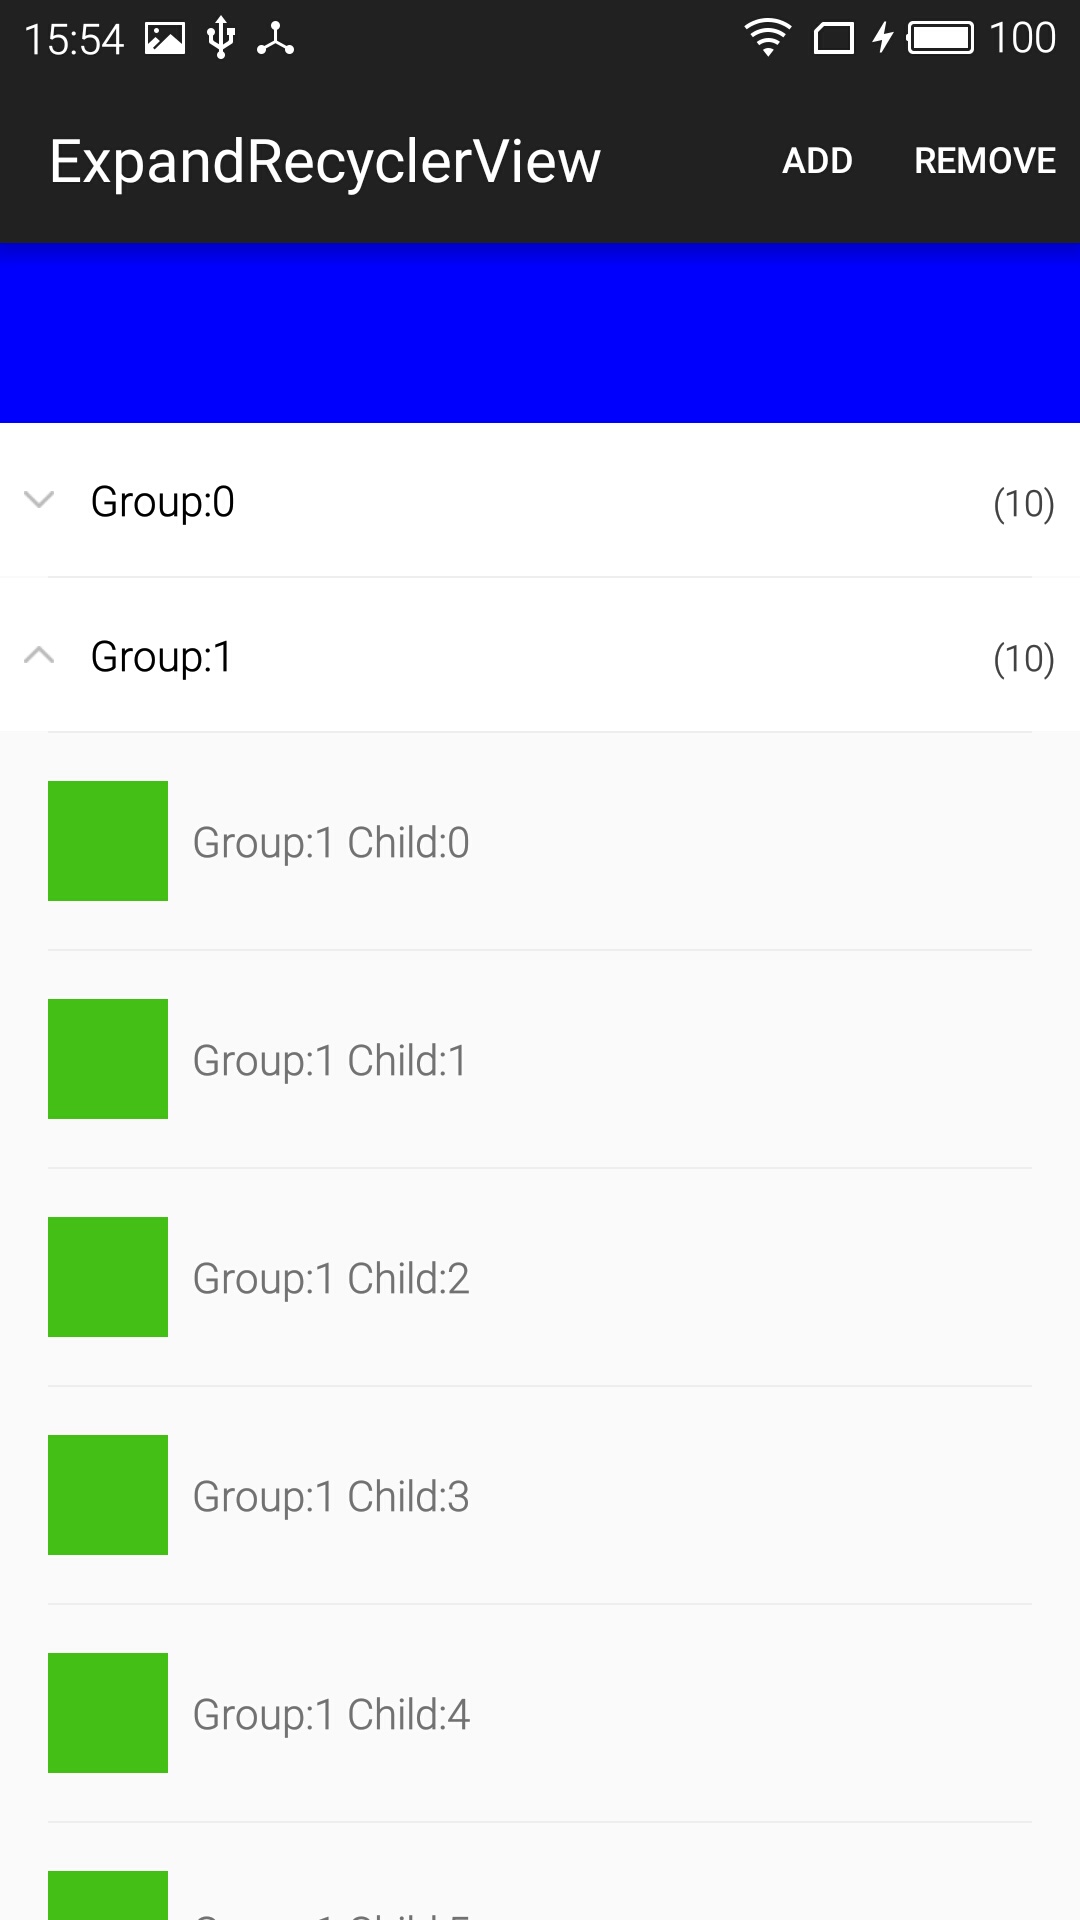 15:54 100
ExpandRecyclerView ADD REMOVE
Group:0 (10)
Group:1 (10)
Group:1 Child:0
Group:1 Child:1
Group:1 Child:2
Group:1 Child:3
Group:1 Child:4